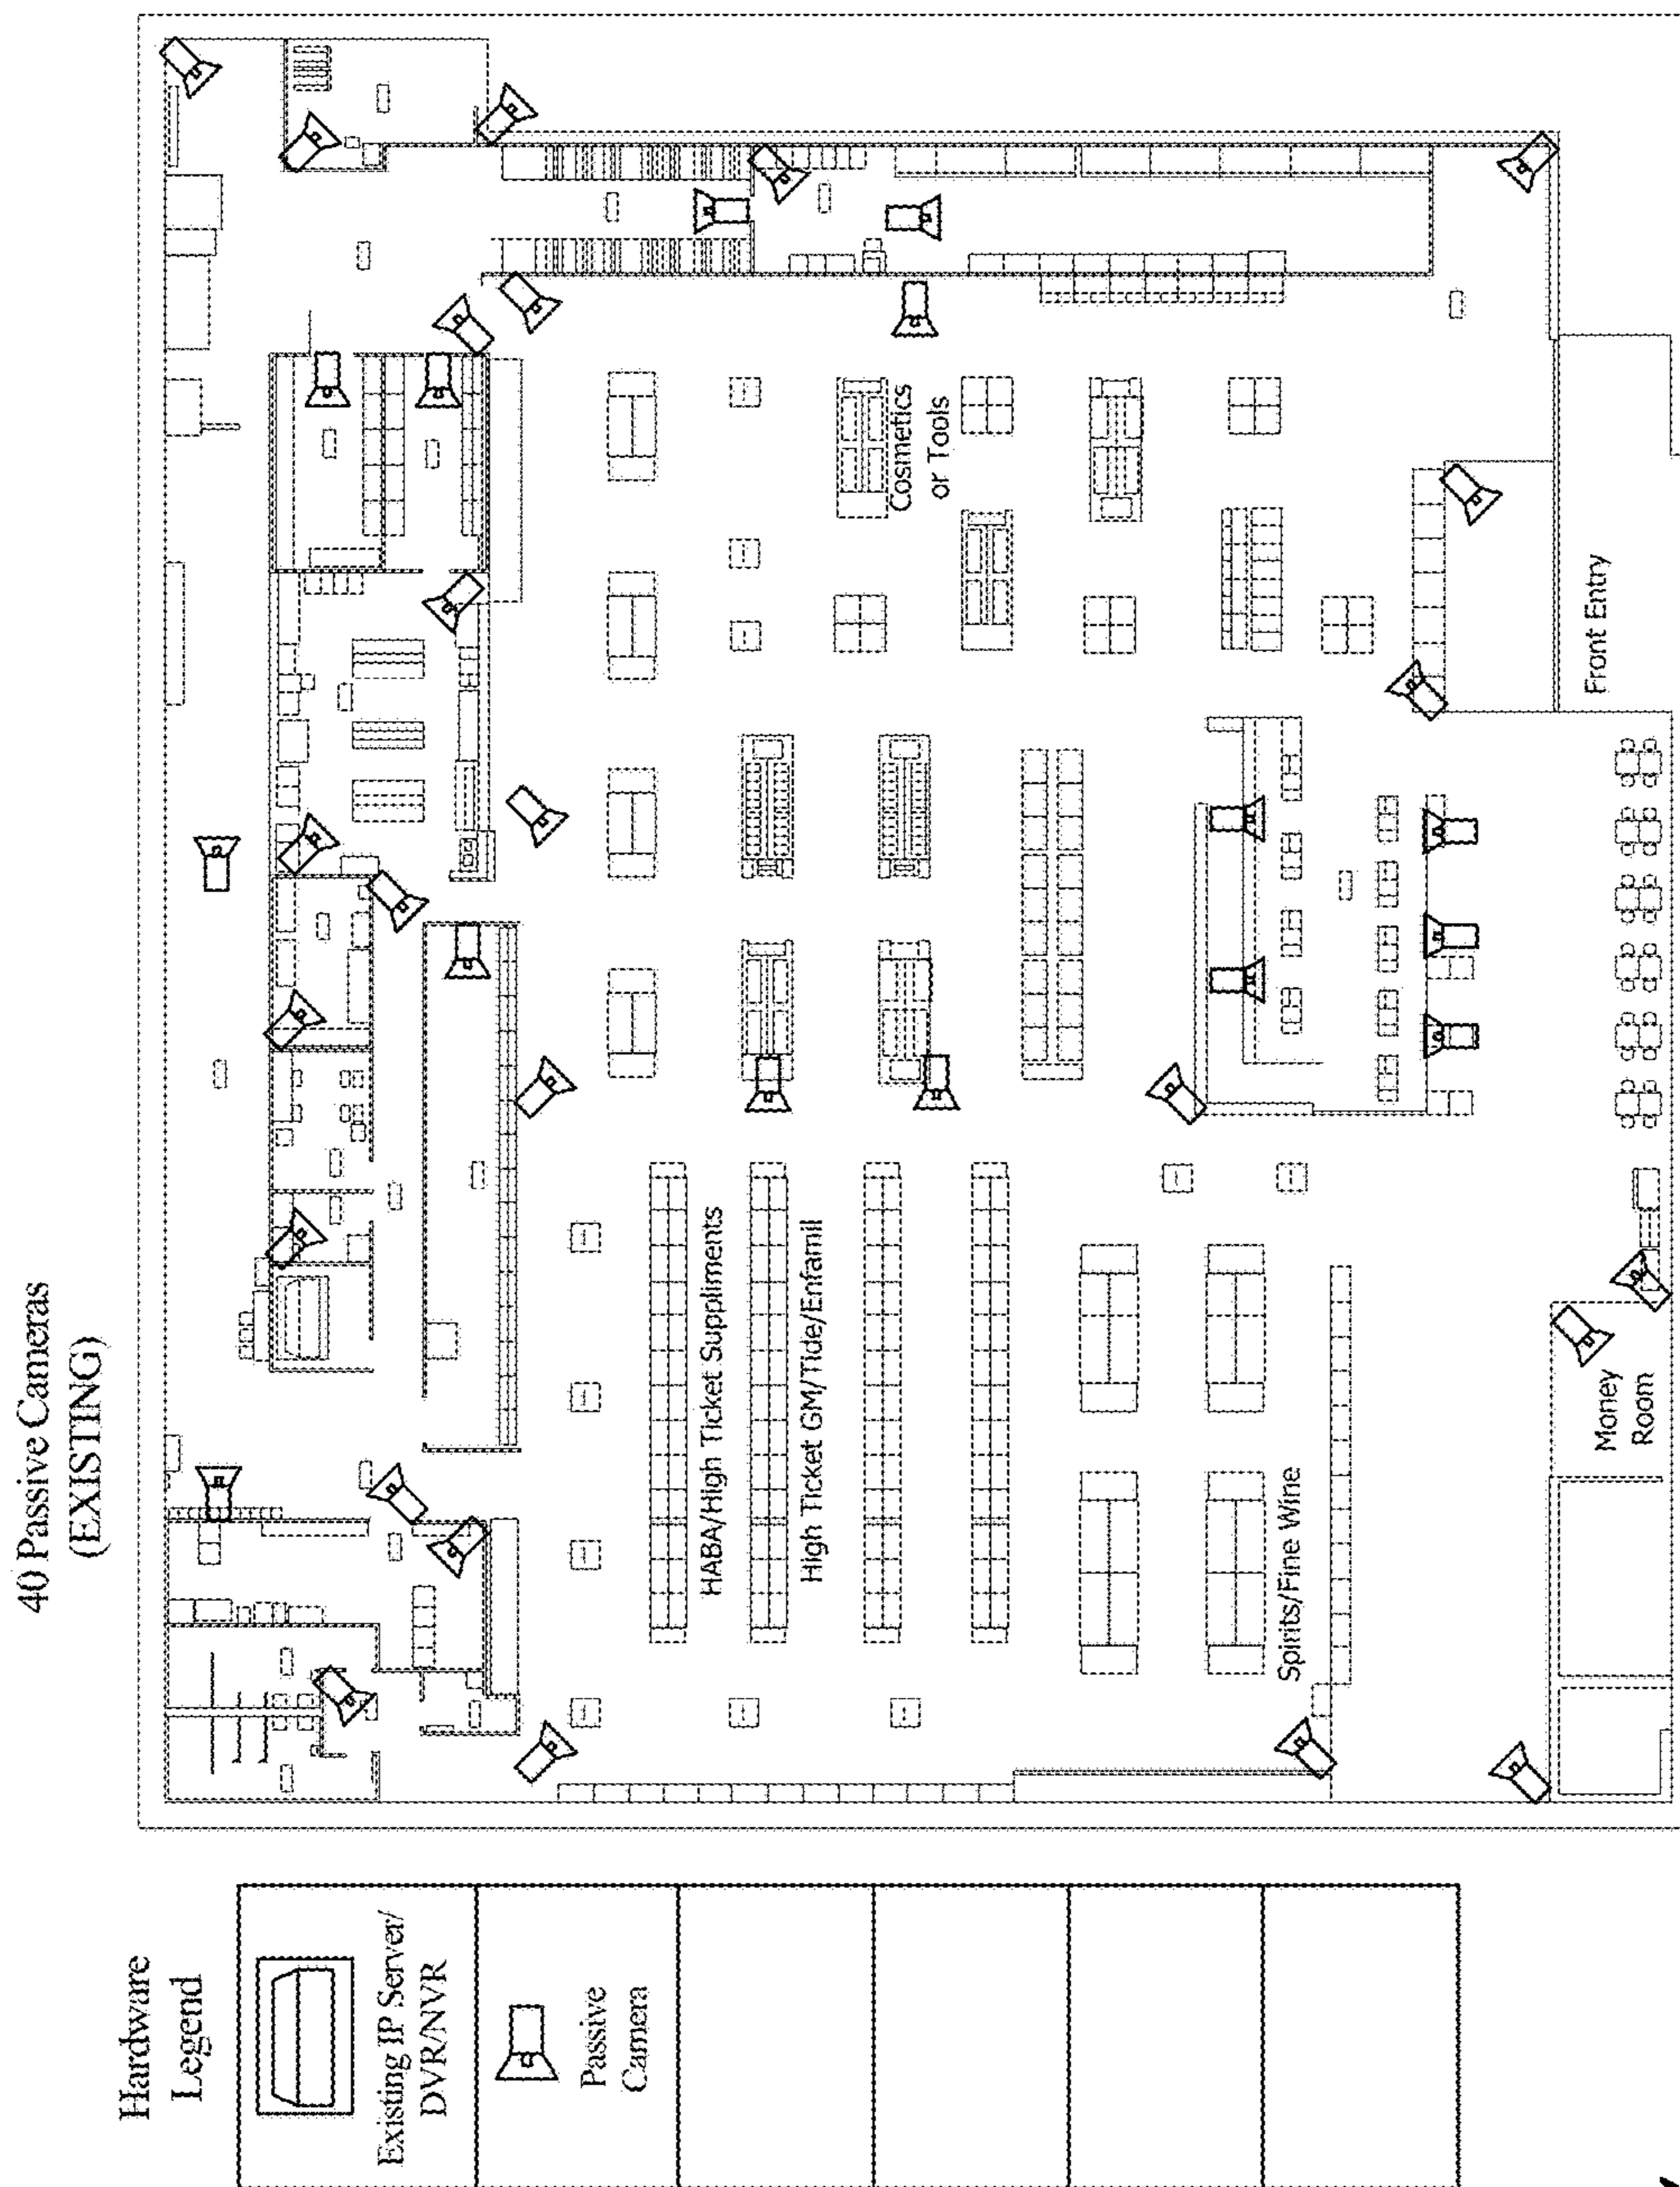 40 Passive Cameras
(EXISTING)
Hardware
Legend
Existing IP Server/
DVR/NVR
Passive
Camera
HABA/High Ticket Suppliments
High Ticket GM/Tide/Enfamil
Spirits/Fine Wine
Cosmetics
or Tools
Money
Room
Front Entry